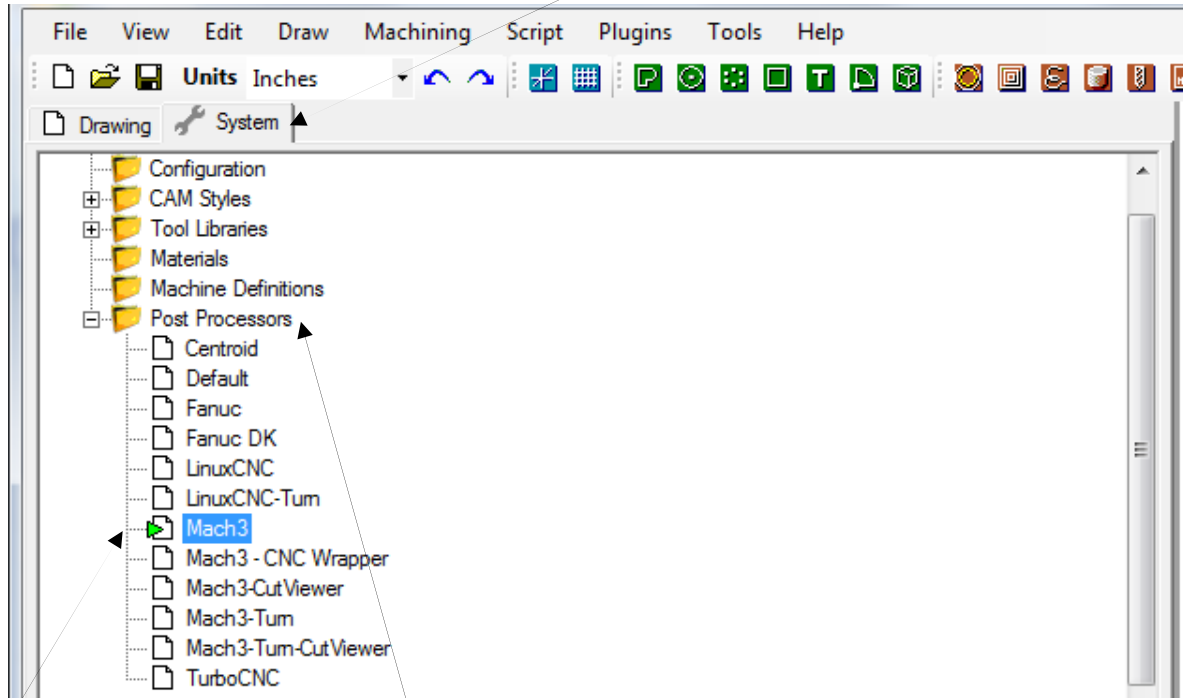 File View Edit Draw Machining Script Plugins Tools Help
Units Inches
Drawing System
Configuration
CAM Styles
Tool Libraries
Materials
Machine Definitions
Post Processors
Centroid
Default
Fanuc
Fanuc DK
LinuxCNC
LinuxCNC-Turn
Mach3
Mach3 - CNC Wrapper
Mach3-CutViewer
Mach3-Turn
Mach3-Turn-CutViewer
TurboCNC